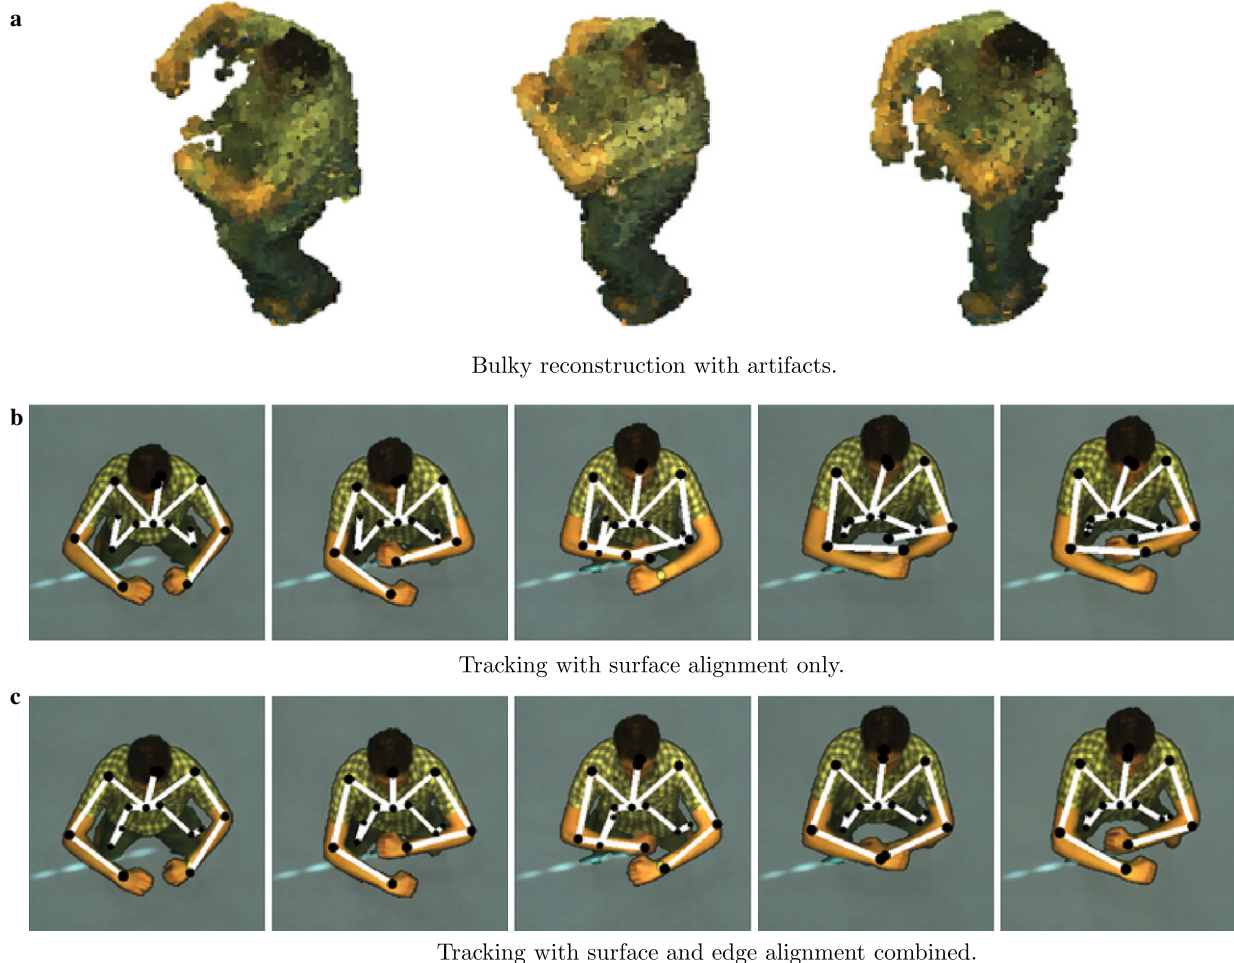 a
Bulky reconstruction with artifacts.
b
Tracking with surface alignment only.
c
Tracking with surface and edge alignment combined.